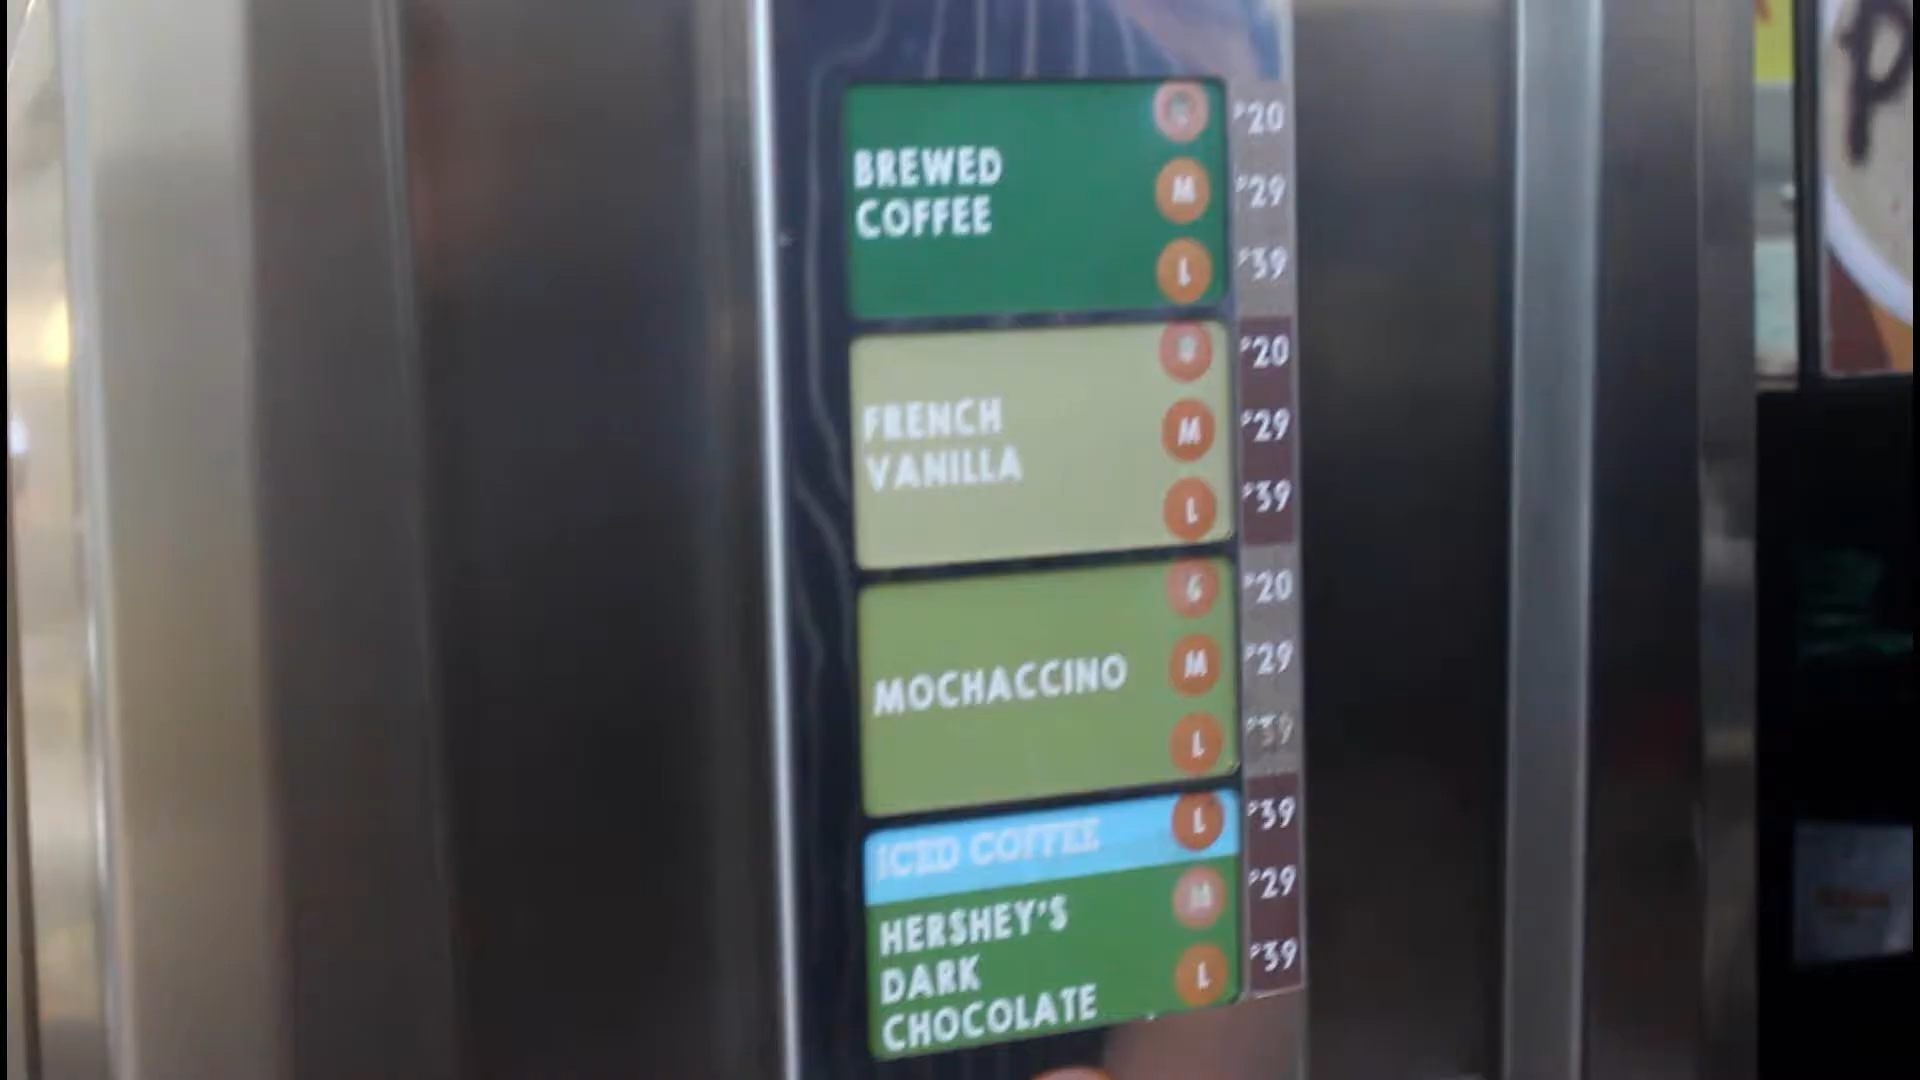 BREWED
COFFEE
M
L
₱20
₱29
₱39
FRENCH
VANILLA
M
L
₱20
₱29
₱39
MOCHACCINO
M
L
₱20
₱29
₱39
ICED COFFEE
L
₱39
HERSHEY'S
DARK
CHOCOLATE
M
L
₱29
₱39
P